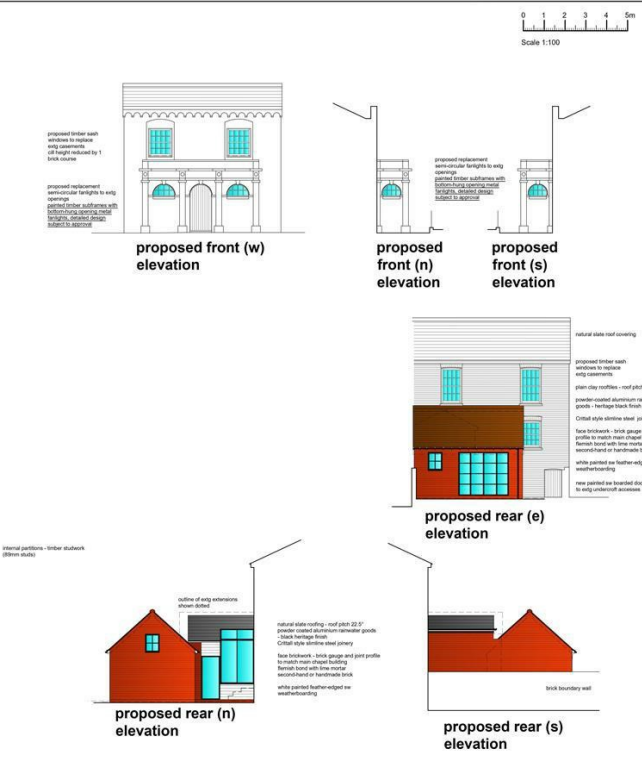 0 1 2 3 4 5m
Scale 1:100
proposed timber sash
windows to replace
extg casements
cill height reduced by 1
brick course
proposed replacement
semi-circular fanlights to extg
openings
painted timber subframes with
bottom-hung opening metal
fanlights, detailed design
subject to approval
proposed front (w)
elevation
proposed replacement
semi-circular fanlights to extg
openings
painted timber subframes with
bottom-hung opening metal
fanlights, detailed design
subject to approval
proposed
front (n)
elevation
proposed
front (s)
elevation
natural slate roof covering
proposed timber sash
windows to replace
extg casements
plain clay rooftiles - roof pitch
powder-coated aluminium ra
goods - heritage black finish
Crittall style slimline steel jo
face brickwork - brick gauge
profile to match main chapel
flemish bond with lime morta
second-hand or handmade b
white painted sw feather-edg
weatherboarding
new painted sw boarded doo
to extg undercroft accesses
proposed rear (e)
elevation
internal partitions - timber studwork
(89mm studs)
outline of extg extensions
shown dotted
natural slate roofing - roof pitch 22.5°
powder coated aluminium rainwater goods
- black heritage finish
Crittall style slimline steel joinery
face brickwork - brick gauge and joint profile
to match main chapel building
flemish bond with lime mortar
second-hand or handmade brick
white painted feather-edged sw
weatherboarding
proposed rear (n)
elevation
brick boundary wall
proposed rear (s)
elevation